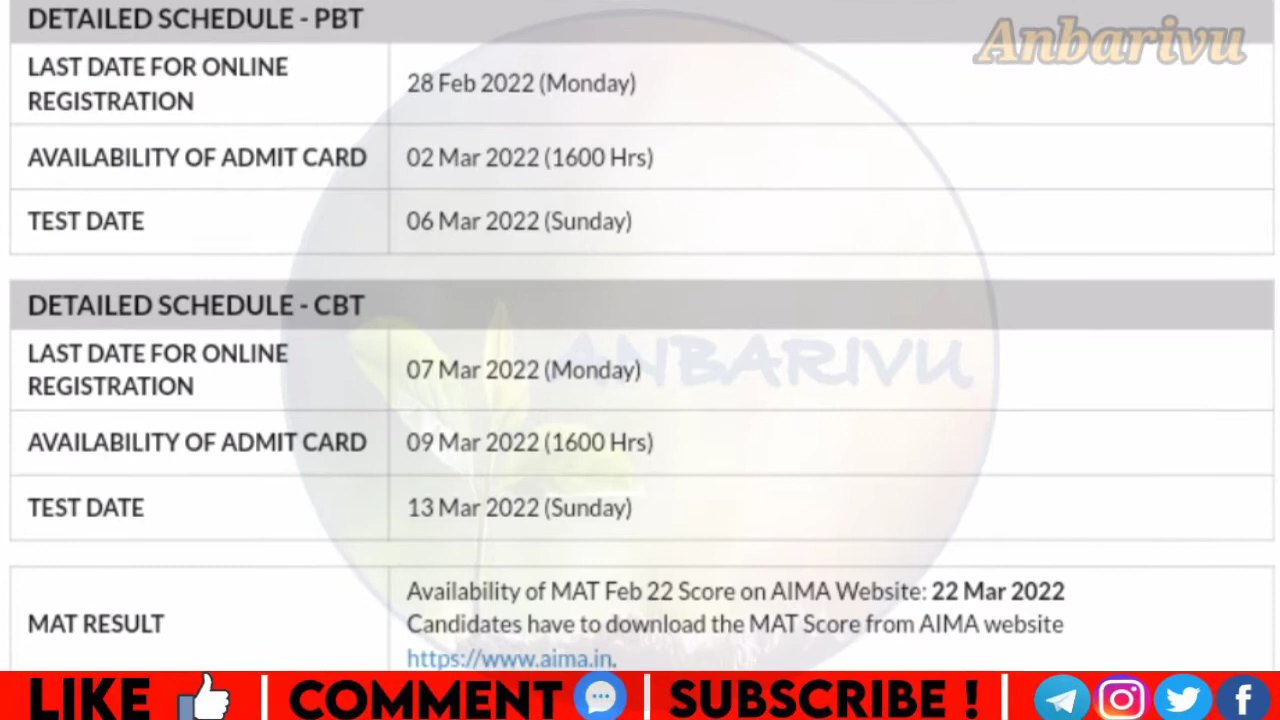 DETAILED SCHEDULE - PBT
Anbarivu
LAST DATE FOR ONLINE
REGISTRATION
28 Feb 2022 (Monday)
AVAILABILITY OF ADMIT CARD
02 Mar 2022 (1600 Hrs)
TEST DATE
06 Mar 2022 (Sunday)
DETAILED SCHEDULE - CBT
LAST DATE FOR ONLINE
REGISTRATION
07 Mar 2022 (Monday)
ANBARIVU
AVAILABILITY OF ADMIT CARD
09 Mar 2022 (1600 Hrs)
TEST DATE
13 Mar 2022 (Sunday)
MAT RESULT
Availability of MAT Feb 22 Score on AIMA Website: 22 Mar 2022
Candidates have to download the MAT Score from AIMA website
https://www.aima.in.
LIKE | COMMENT | SUBSCRIBE ! |